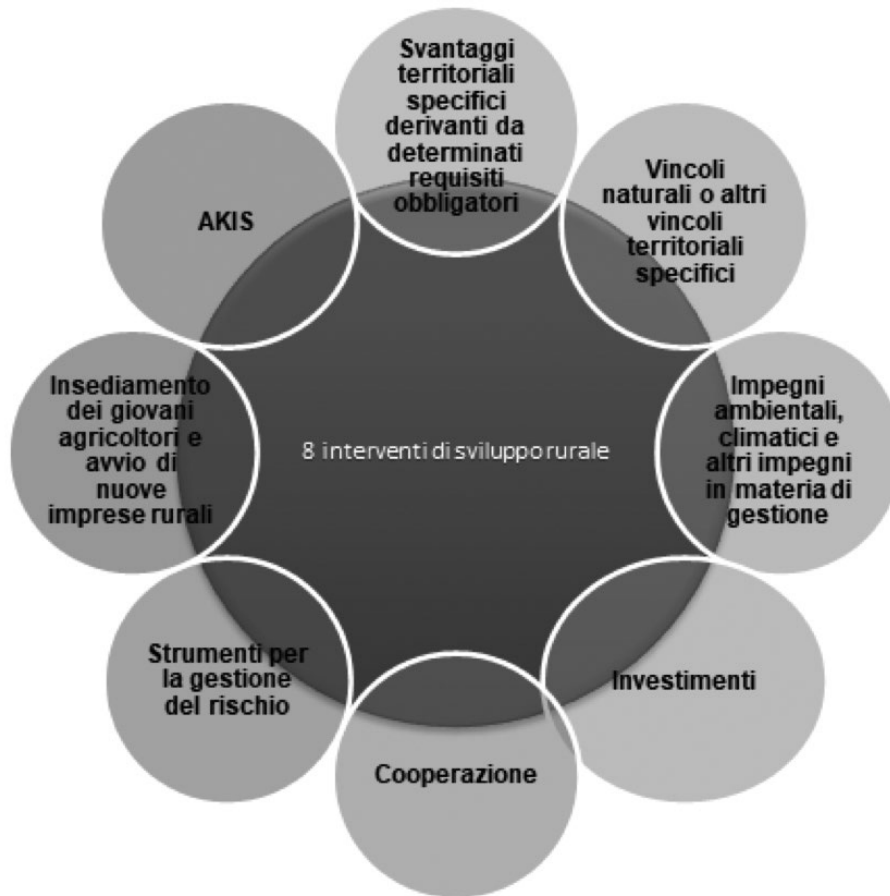 Svantaggi
territoriali
specifici
derivanti da
determinati
requisiti
obbligatori
Vincoli
naturali o altri
vincoli
territoriali
specifici
Impegni
ambientali,
climatici e
altri impegni
in materia di
gestione
Investimenti
Cooperazione
Strumenti per
la gestione
del rischio
Insediamento
dei giovani
agricoltori e
avvio di
nuove
imprese rurali
AKIS
8 interventi di sviluppo rurale